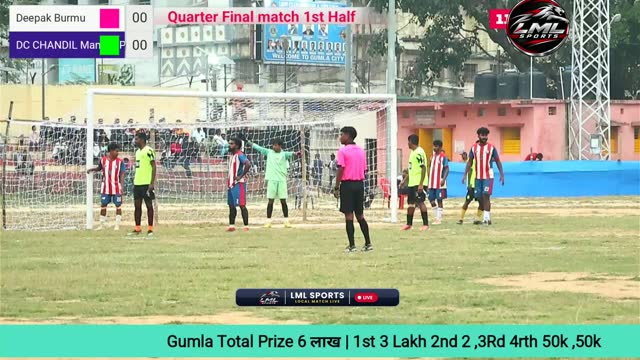 Deepak Burmu 00
Quarter Final match 1st Half
DC CHANDIL 00
LML
SPORTS
WELCOME TO GUMLA CITY
LML SPORTS
LOCAL MATCH LIVE
LIVE
Gumla Total Prize 6 लाख | 1st 3 Lakh 2nd 2 ,3Rd 4rth 50k ,50k